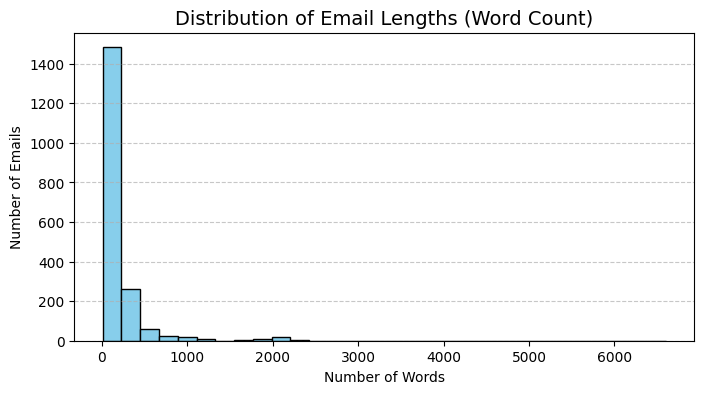 Distribution of Email Lengths (Word Count)
Number of Emails
1400
1200
1000
800
600
400
200
0
0 1000 2000 3000 4000 5000 6000
Number of Words